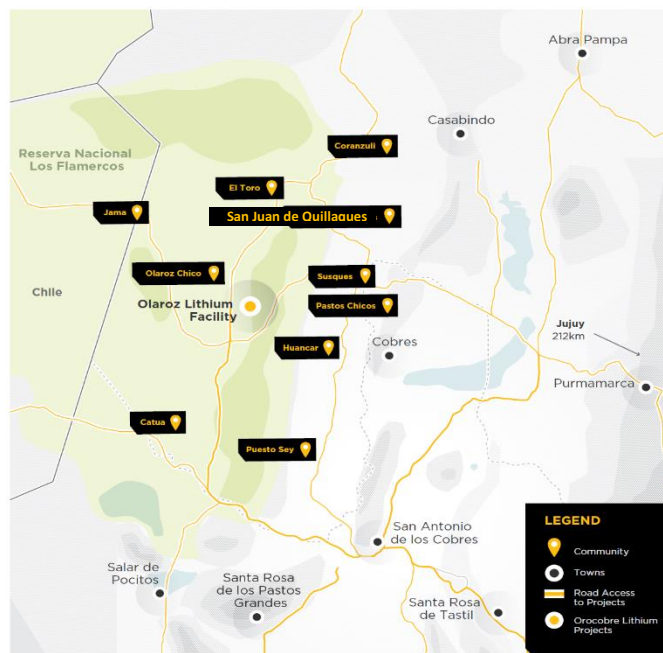 Abra Pampa
Casabindo
Coranzuli
Reserva Nacional
Los Flamercos
El Toro
Jama
San Juan de Quillaques
Olaroz Chico
Susques
Chile
Olaroz Lithium
Facility
Pastos Chicos
Jujuy
212km
Huancar
Cobres
Purmamarca
Catua
Puesto Sey
San Antonio
de los Cobres
Salar de
Pocitos
Santa Rosa
de los Pastos
Grandes
Santa Rosa
de Tastil
LEGEND
Community
Towns
Road Access
to Projects
Orocobre Lithium
Projects